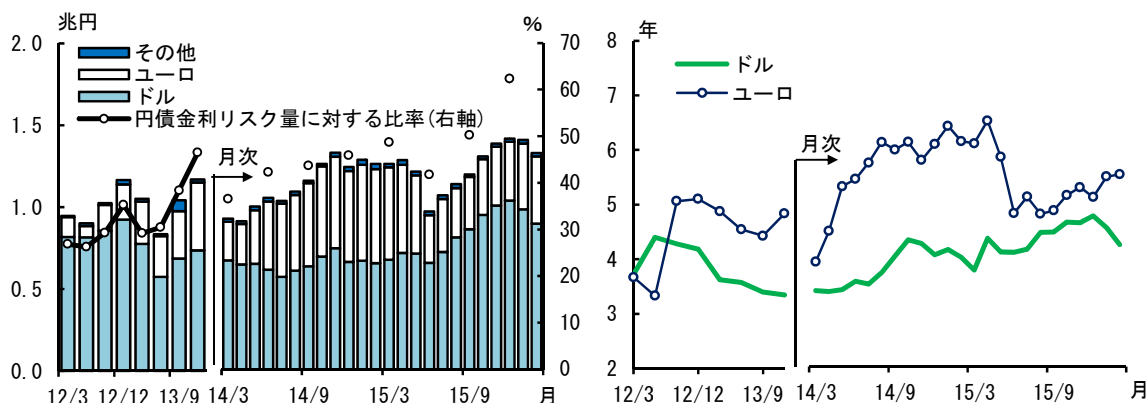 兆円
%
2.0
1.5
1.0
0.5
0.0
70
60
50
40
30
20
10
0
その他
ユーロ
ドル
円債金利リスク量に対する比率(右軸)
月次
12/3 12/12 13/9 14/3 14/9 15/3 15/9 月
年
8
7
6
5
4
3
2
ドル
ユーロ
月次
12/3 12/12 13/9 14/3 14/9 15/3 15/9 月